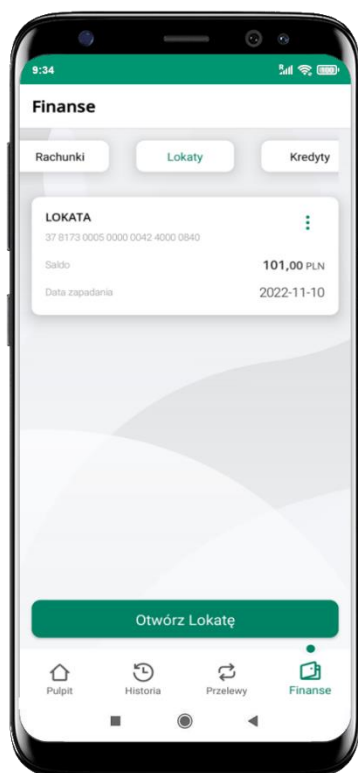 9:34
Finanse
Rachunki Lokaty Kredyty
LOKATA
37 8173 0005 0000 0042 4000 0840
Saldo 101,00 PLN
Data zapadania 2022-11-10
Otwórz Lokatę
Pulpit Historia Przelewy Finanse